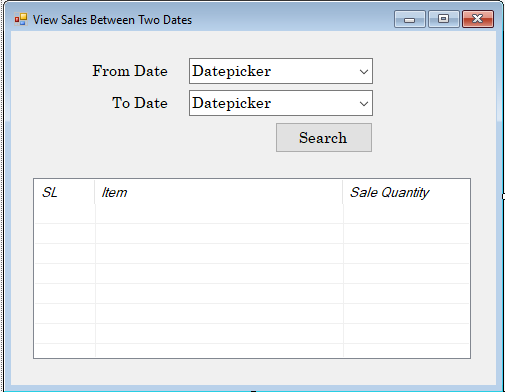 View Sales Between Two Dates
From Date Datepicker
To Date Datepicker
Search
SL Item Sale Quantity